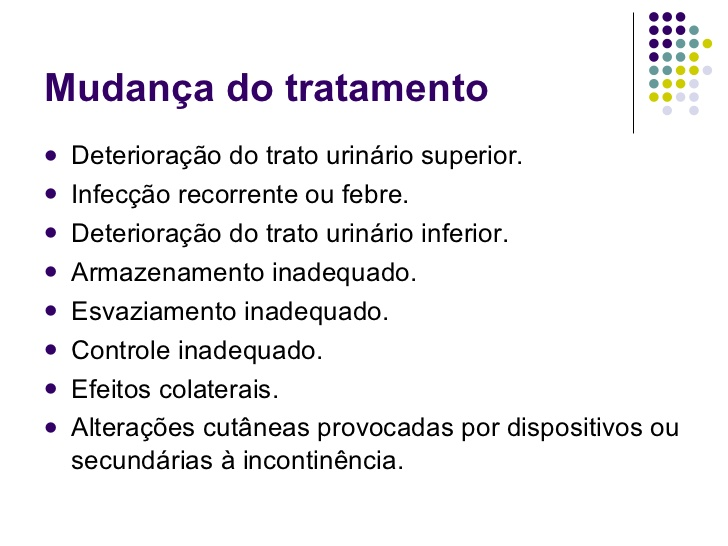 Mudança do tratamento
Deterioração do trato urinário superior.
Infecção recorrente ou febre.
Deterioração do trato urinário inferior.
Armazenamento inadequado.
Esvaziamento inadequado.
Controle inadequado.
Efeitos colaterais.
Alterações cutâneas provocadas por dispositivos ou
secundárias à incontinência.